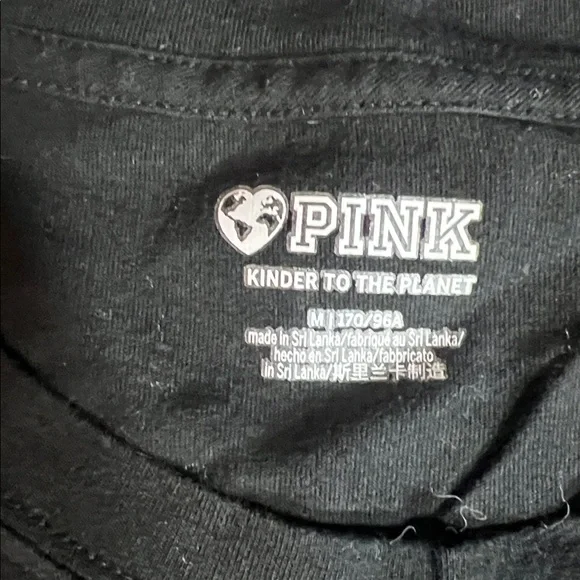 PINK
KINDER TO THE PLANET
M | 170/96A
made in Sri Lanka/fabriqué au Sri Lanka/
hecho en Sri Lanka/fabbricato
in Sri Lanka/斯里兰卡制造